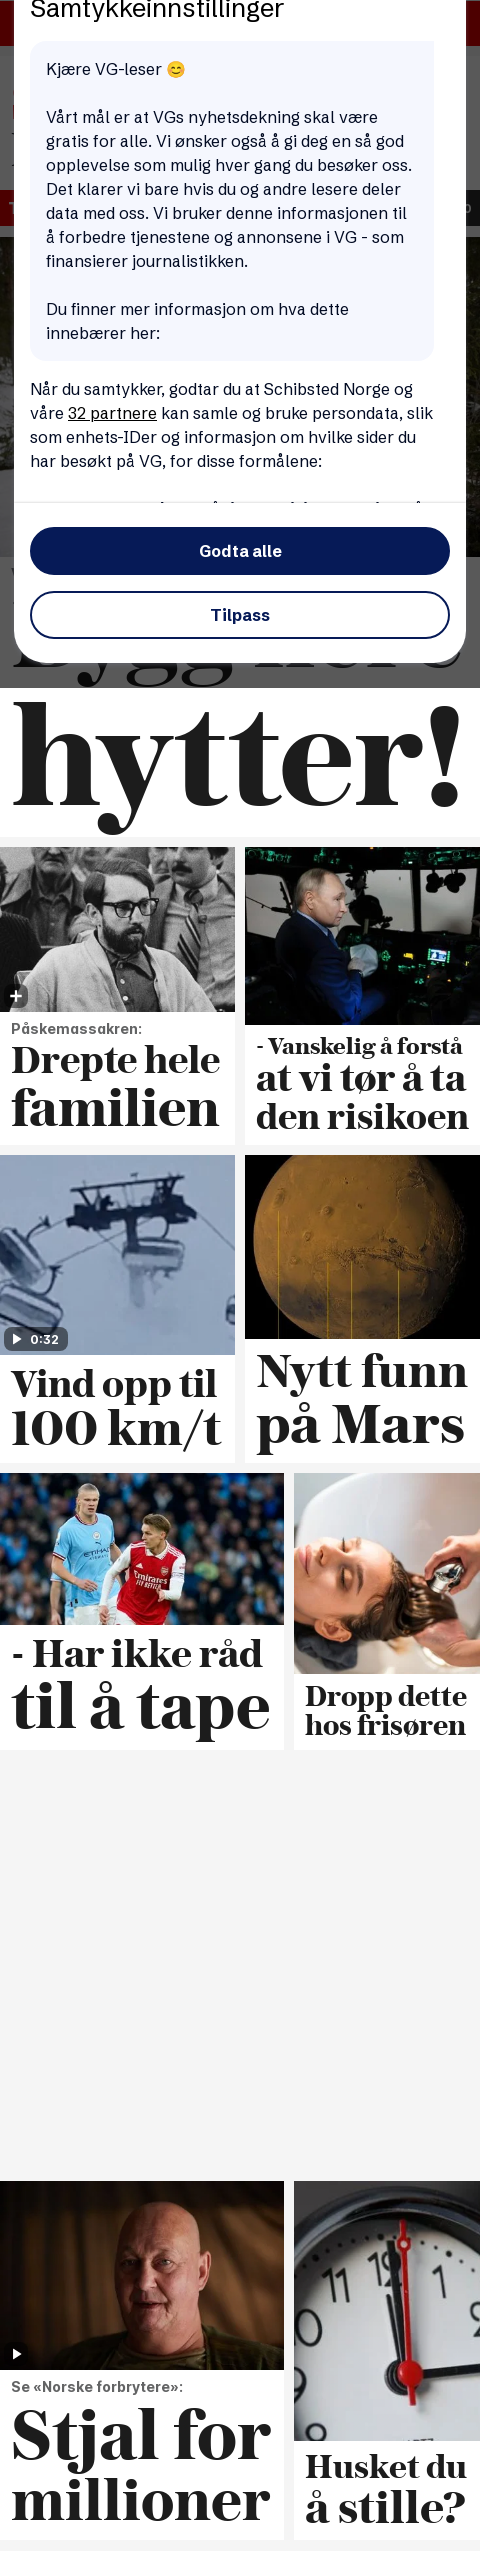 Samtykkeinnstillinger
Kjære VG-leser 😊
Vårt mål er at VGs nyhetsdekning skal være
gratis for alle. Vi ønsker også å gi deg en så god
opplevelse som mulig hver gang du besøker oss.
Det klarer vi bare hvis du og andre lesere deler
data med oss. Vi bruker denne informasjonen til
å forbedre tjenestene og annonsene i VG - som
finansierer journalistikken.
Du finner mer informasjon om hva dette
innebærer her:
Når du samtykker, godtar du at Schibsted Norge og
våre 32 partnere kan samle og bruke persondata, slik
som enhets-IDer og informasjon om hvilke sider du
har besøkt på VG, for disse formålene:
Godta alle
Tilpass
hytter!
Påskemassakren:
Drepte hele
familien
- Vanskelig å forstå
at vi tør å ta
den risikoen
0:32
Vind opp til
100 km/t
Nytt funn
på Mars
- Har ikke råd
til å tape
Dropp dette
hos frisøren
Se «Norske forbrytere»:
Stjal for
millioner
Husket du
å stille?